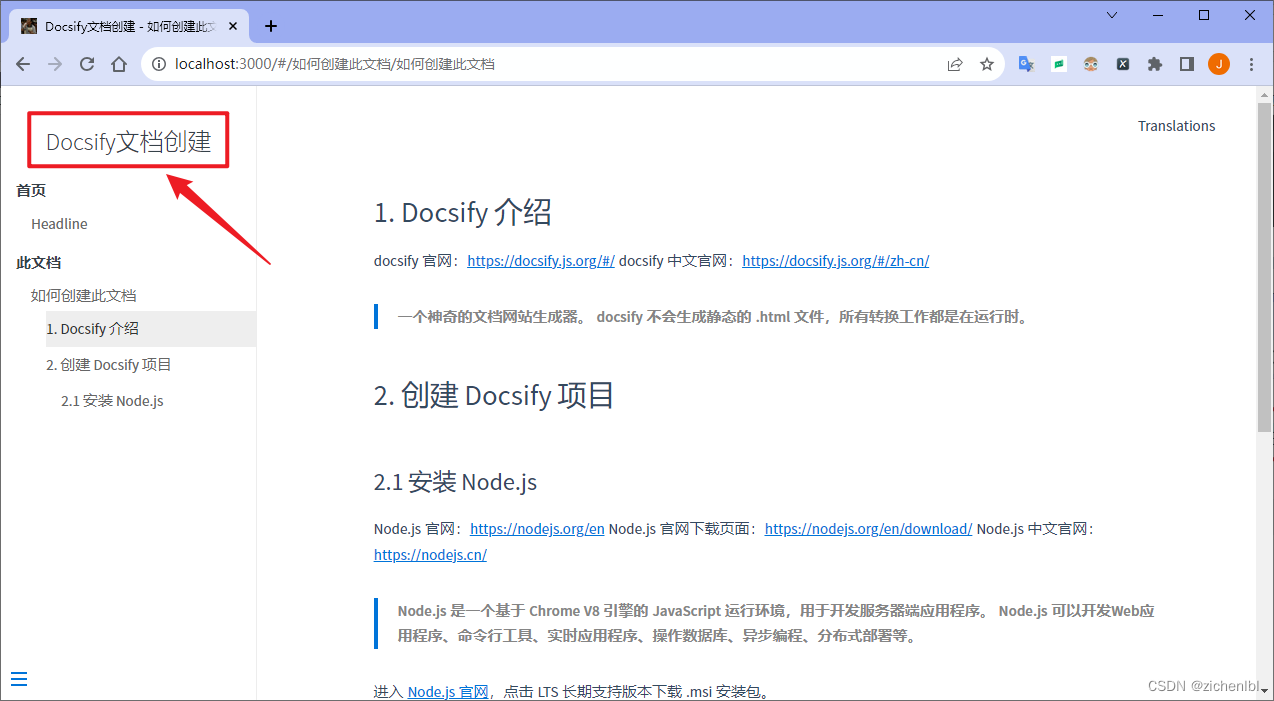 Docsify文档创建 - 如何创建此文
localhost:3000/#/如何创建此文档/如何创建此文档
J
Docsify文档创建
首页
Headline
此文档
如何创建此文档
1. Docsify 介绍
2. 创建 Docsify 项目
2.1 安装 Node.js
Translations
1. Docsify 介绍
docsify 官网：https://docsify.js.org/#/ docsify 中文官网：https://docsify.js.org/#/zh-cn/
一个神奇的文档网站生成器。 docsify 不会生成静态的 .html 文件，所有转换工作都是在运行时。
2. 创建 Docsify 项目
2.1 安装 Node.js
Node.js 官网：https://nodejs.org/en Node.js 官网下载页面：https://nodejs.org/en/download/ Node.js 中文官网：
https://nodejs.cn/
Node.js 是一个基于 Chrome V8 引擎的 JavaScript 运行环境，用于开发服务器端应用程序。 Node.js 可以开发Web应
用程序、命令行工具、实时应用程序、操作数据库、异步编程、分布式部署等。
进入 Node.js 官网，点击 LTS 长期支持版本下载 .msi 安装包。
CSDN @zichenlbl